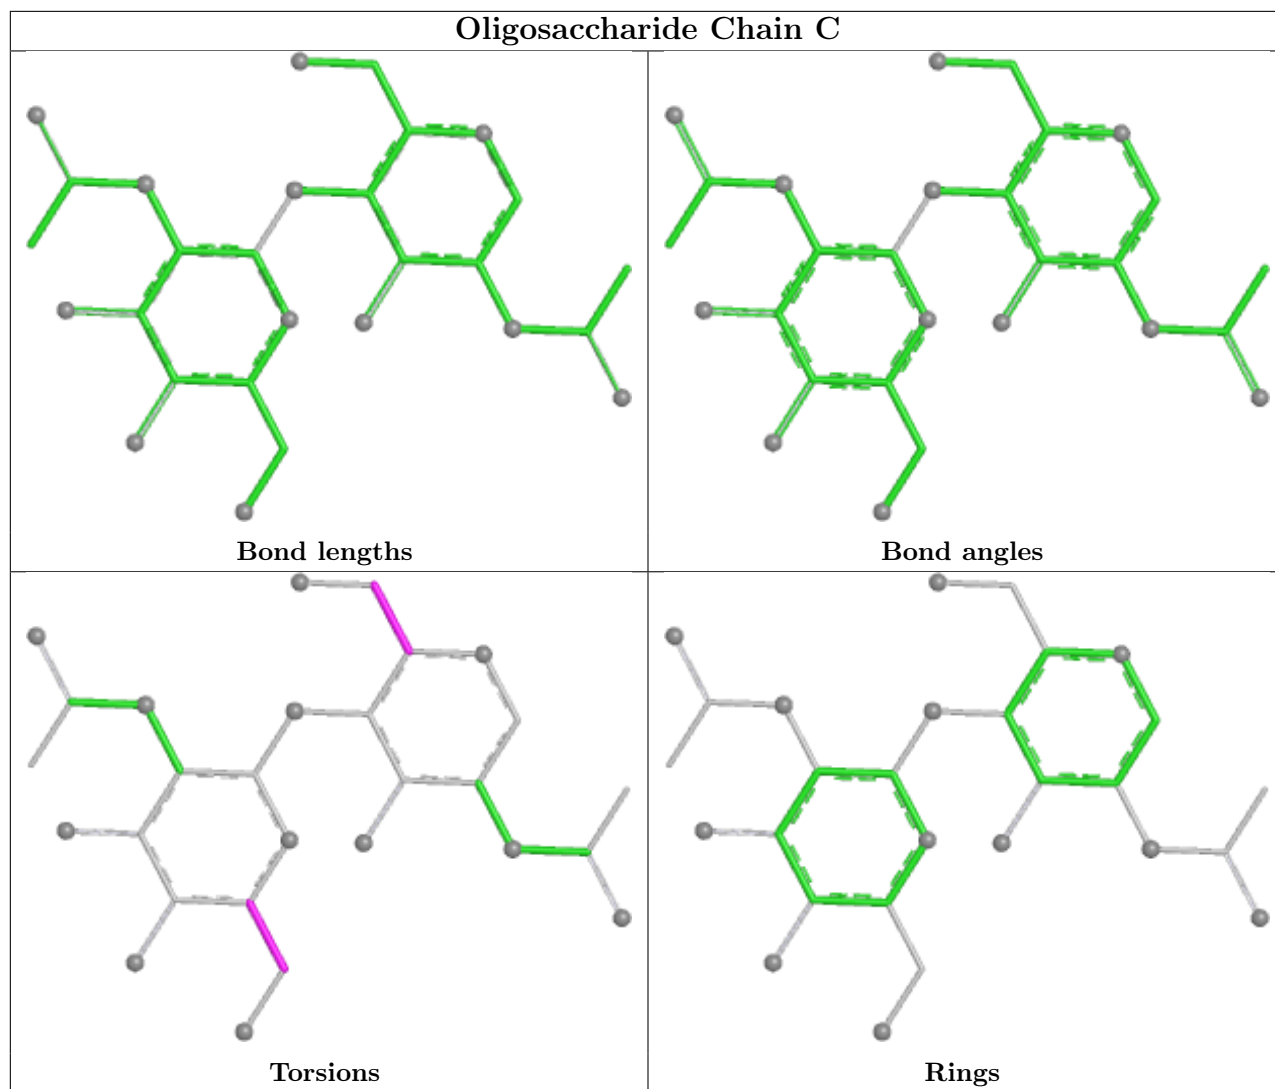 Oligosaccharide Chain C
Bond lengths
Bond angles
Torsions
Rings